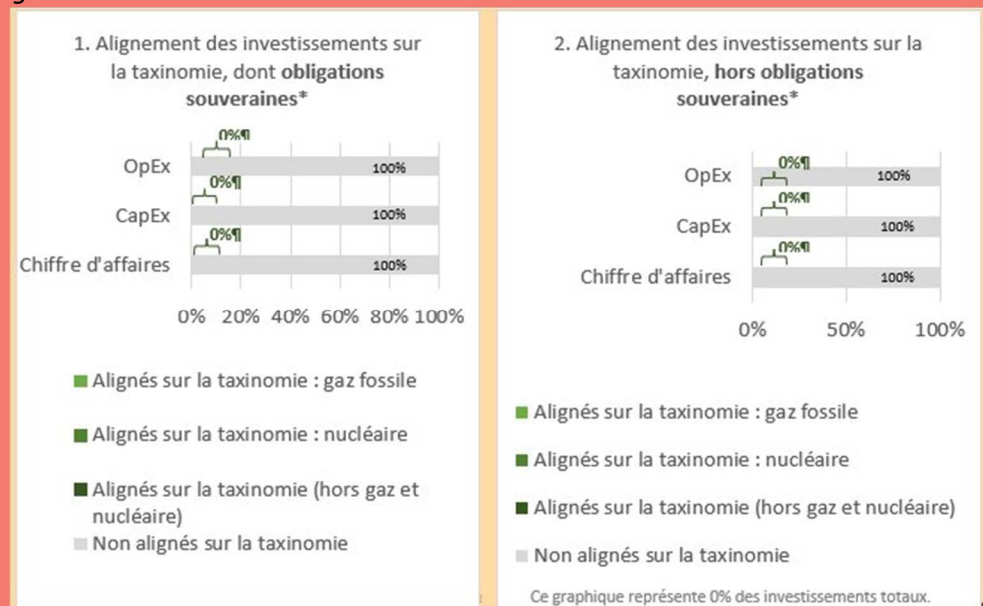 1. Alignement des investissements sur
la taxinomie, dont obligations
souveraines*
0%¶
OpEx
100%
0%¶
CapEx
100%
0%¶
Chiffre d'affaires
100%
0% 20% 40% 60% 80% 100%
Alignés sur la taxinomie : gaz fossile
Alignés sur la taxinomie : nucléaire
Alignés sur la taxinomie (hors gaz et
nucléaire)
Non alignés sur la taxinomie
2. Alignement des investissements sur la
taxinomie, hors obligations
souveraines*
0%¶
OpEx
100%
0%¶
CapEx
100%
0%¶
Chiffre d'affaires
100%
0% 50% 100%
Alignés sur la taxinomie : gaz fossile
Alignés sur la taxinomie : nucléaire
Alignés sur la taxinomie (hors gaz et nucléaire)
Non alignés sur la taxinomie
Ce graphique représente 0% des investissements totaux.